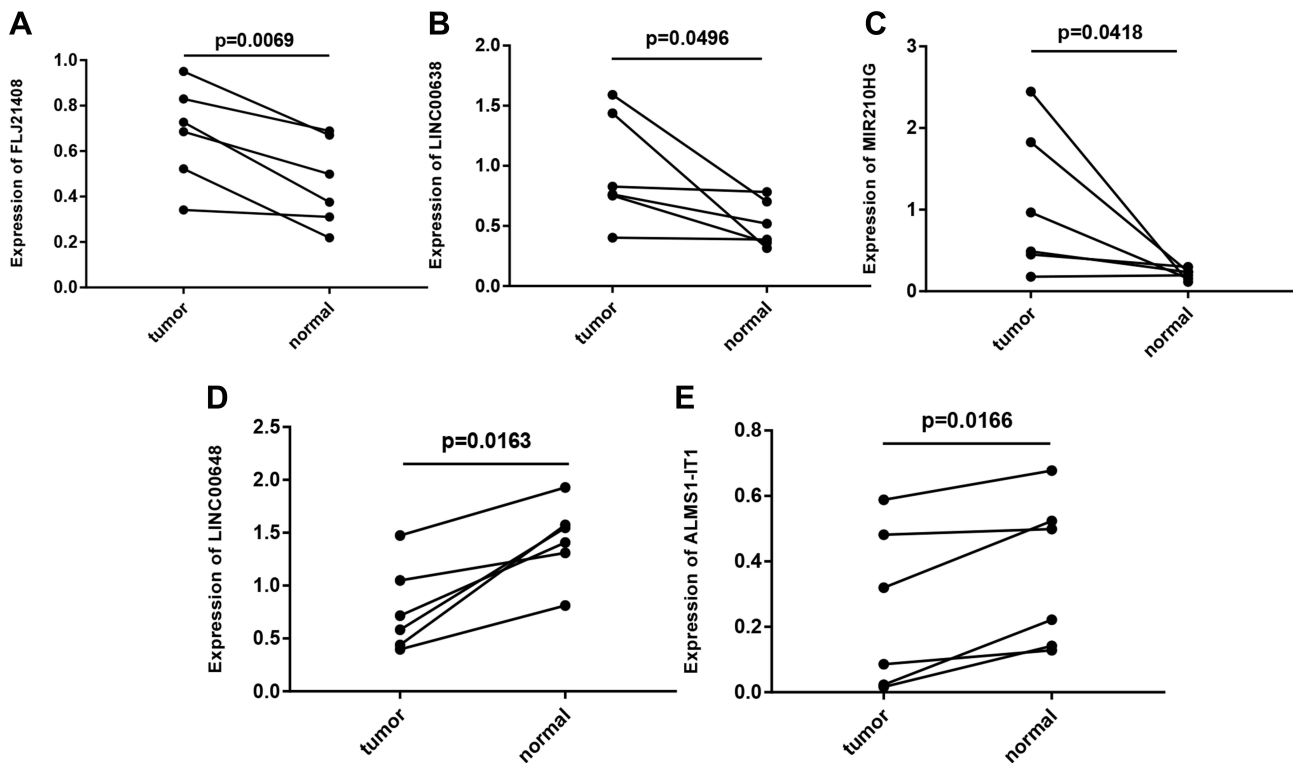 A
p=0.0069
Expression of FLJ21408
1.0
0.8
0.6
0.4
0.2
0.0
tumor
normal
B
p=0.0496
Expression of LINC00638
2.0
1.5
1.0
0.5
0.0
tumor
normal
C
p=0.0418
Expression of MIR210HG
3
2
1
0
tumor
normal
D
p=0.0163
Expression of LINC00648
2.5
2.0
1.5
1.0
0.5
0.0
tumor
normal
E
p=0.0166
Expression of ALMS1-IT1
0.8
0.6
0.4
0.2
0.0
tumor
normal